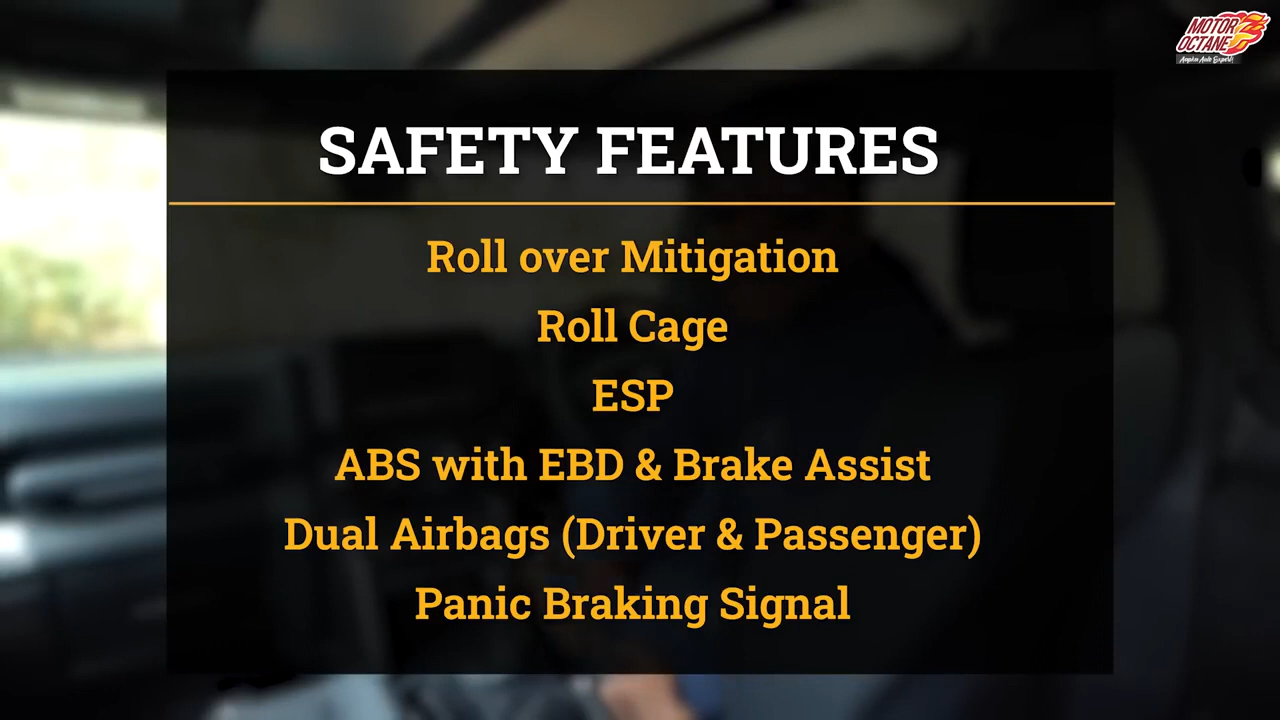 MOTOR
OCTANE
SAFETY FEATURES
Roll over Mitigation
Roll Cage
ESP
ABS with EBD & Brake Assist
Dual Airbags (Driver & Passenger)
Panic Braking Signal